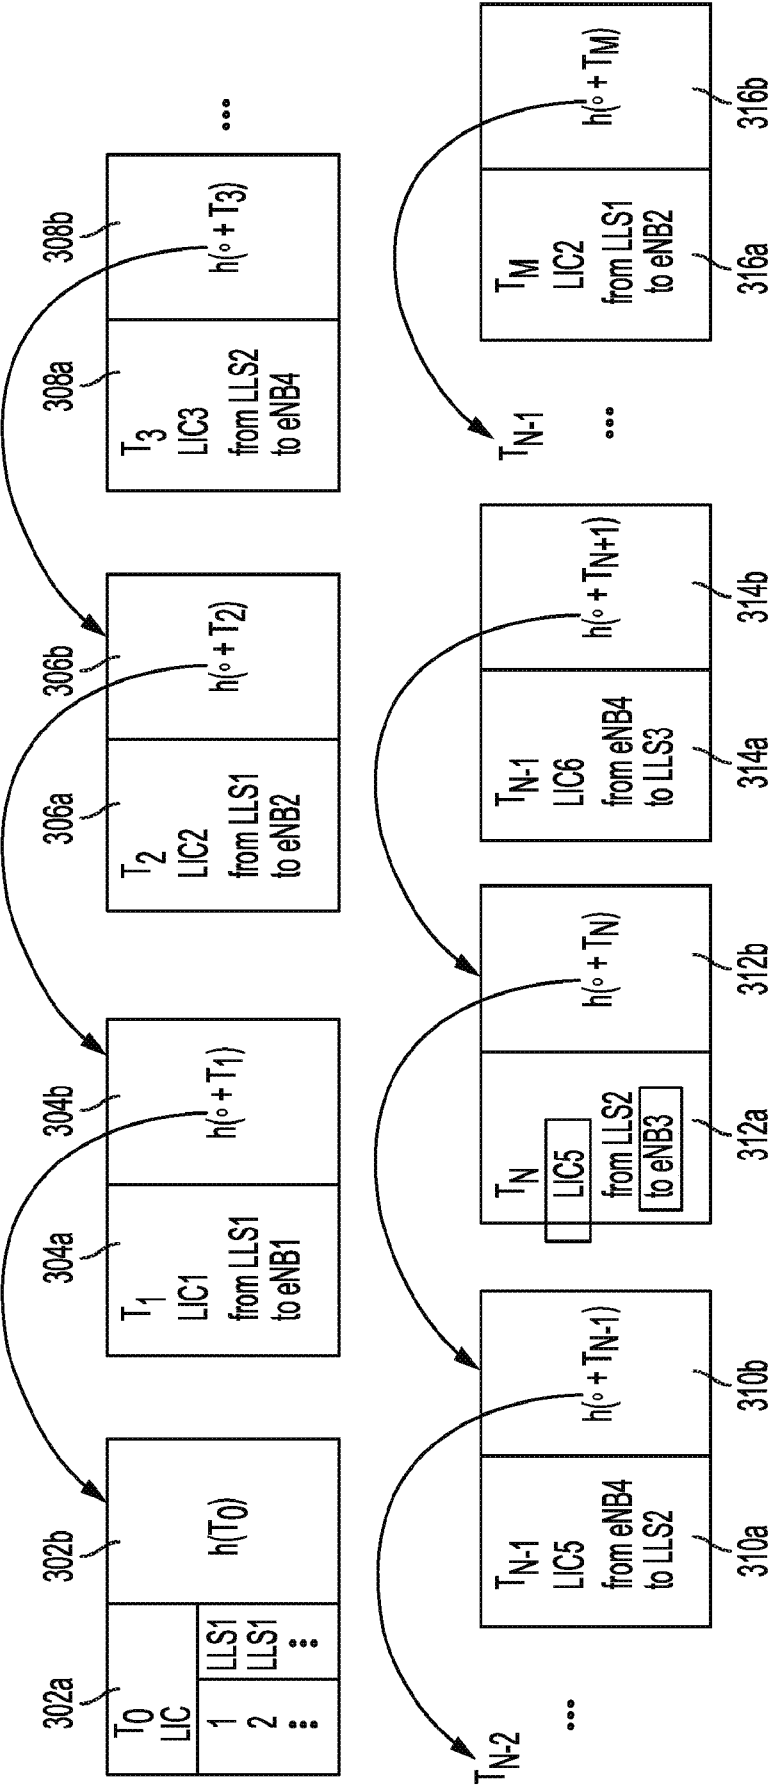 302a
302b
304a
304b
306a
306b
308a
308b
T0
LIC
1 LLS1
2 LLS1
⋮ ⋮
h(T0)
T1
LIC1
from LLS1
to eNB1
h(° + T1)
T2
LIC2
from LLS1
to eNB2
h(° + T2)
T3
LIC3
from LLS2
to eNB4
h(° + T3)
...
TN-2
...
TN-1
LIC5
from eNB4
to LLS2
h(° + TN-1)
TN
LIC5
from LLS2
to eNB3
h(° + TN)
TN-1
LIC6
from eNB4
to LLS3
h(° + TN+1)
TN-1
...
TM
LIC2
from LLS1
to eNB2
h(° + TM)
310a
310b
312a
312b
314a
314b
316a
316b